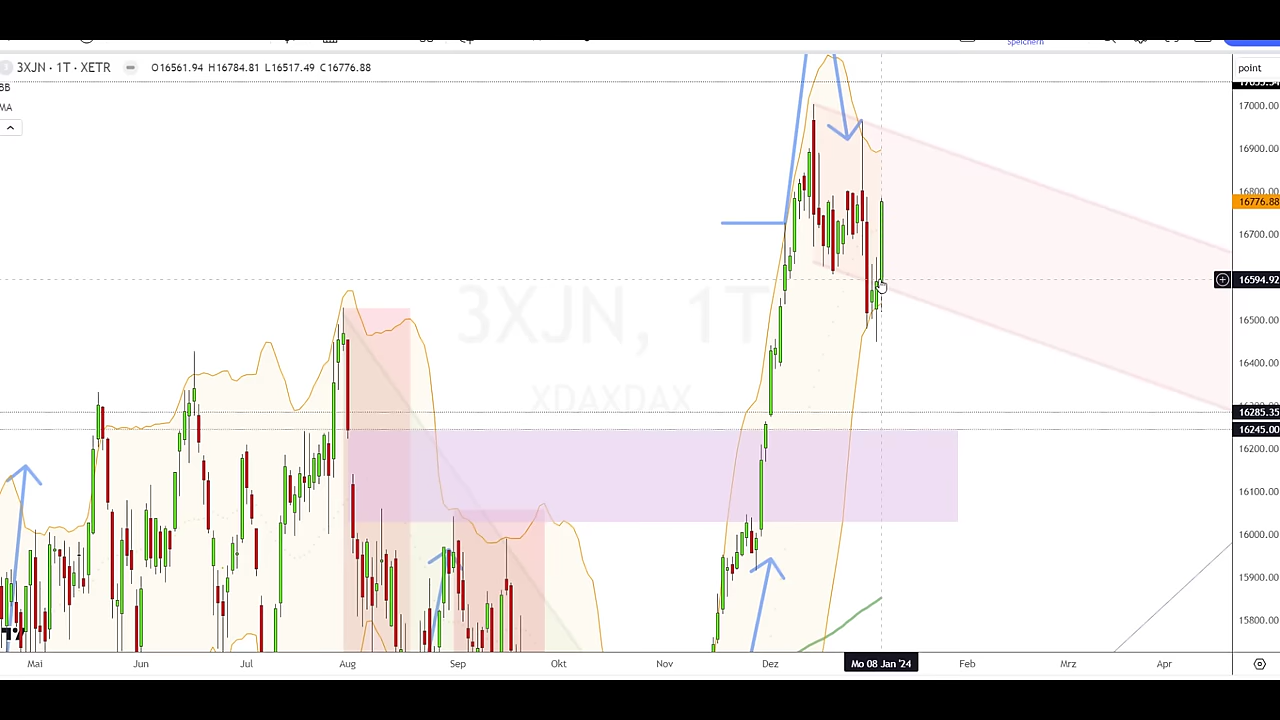 Speichern
3XJN · 1T · XETR O16561.94 H16784.81 L16517.49 C16776.88
BB
MA
point
17000.00
16900.00
16800.00
16776.88
16700.00
16594.92
16500.00
16400.00
16285.35
16245.00
16200.00
16100.00
16000.00
15900.00
15800.00
3XJN, 1T
XDAXDAX
Mai Jun Jul Aug Sep Okt Nov Dez Mo 08 Jan '24 Feb Mrz Apr